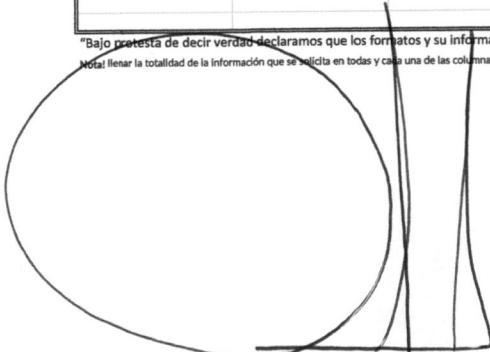 "Bajo protesta de decir verdad declaramos que los formatos y su informa
Nota: llenar la totalidad de la información que se solicita en todas y cada una de las columna